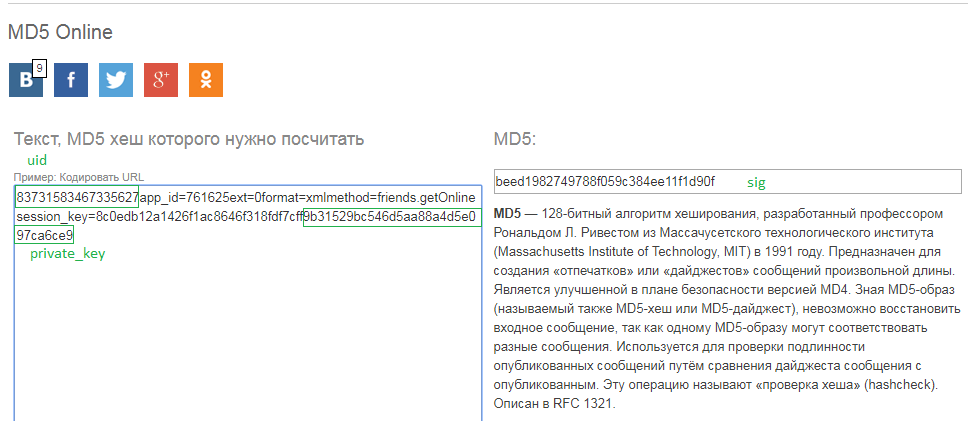 MD5 Online
В 9 f g+
Текст, MD5 хеш которого нужно посчитать
uid
Пример: Кодировать URL
83731583467335627app_id=761625ext=0format=xmlmethod=friends.getOnline
session_key=8c0edb12a1426f1ac8646f318fdf7cff9b31529bc546d5aa88a4d5e0
97ca6ce9
private_key
MD5:
beed1982749788f059c384ee11f1d90f sig
MD5 — 128-битный алгоритм хеширования, разработанный профессором
Рональдом Л. Ривестом из Массачусетского технологического института
(Massachusetts Institute of Technology, MIT) в 1991 году. Предназначен для
создания «отпечатков» или «дайджестов» сообщений произвольной длины.
Является улучшенной в плане безопасности версией MD4. Зная MD5-образ
(называемый также MD5-хеш или MD5-дайджест), невозможно восстановить
входное сообщение, так как одному MD5-образу могут соответствовать
разные сообщения. Используется для проверки подлинности
опубликованных сообщений путём сравнения дайджеста сообщения с
опубликованным. Эту операцию называют «проверка хеша» (hashcheck).
Описан в RFC 1321.